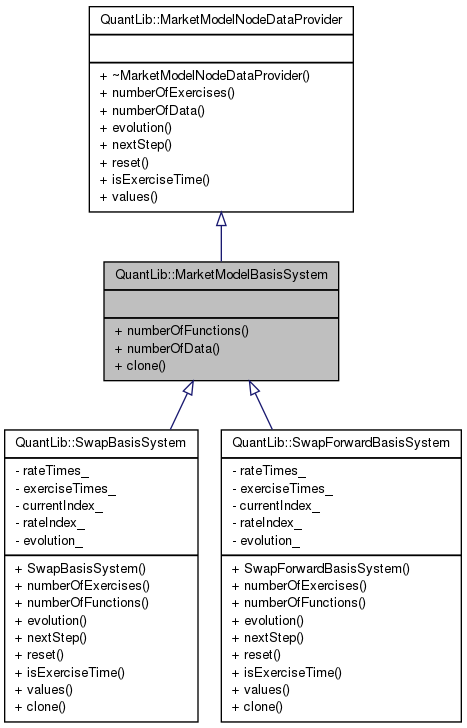 QuantLib::MarketModelNodeDataProvider
+ ~MarketModelNodeDataProvider()
+ numberOfExercises()
+ numberOfData()
+ evolution()
+ nextStep()
+ reset()
+ isExerciseTime()
+ values()
QuantLib::MarketModelBasisSystem
+ numberOfFunctions()
+ numberOfData()
+ clone()
QuantLib::SwapBasisSystem
- rateTimes_
- exerciseTimes_
- currentIndex_
- rateIndex_
- evolution_
+ SwapBasisSystem()
+ numberOfExercises()
+ numberOfFunctions()
+ evolution()
+ nextStep()
+ reset()
+ isExerciseTime()
+ values()
+ clone()
QuantLib::SwapForwardBasisSystem
- rateTimes_
- exerciseTimes_
- currentIndex_
- rateIndex_
- evolution_
+ SwapForwardBasisSystem()
+ numberOfExercises()
+ numberOfFunctions()
+ evolution()
+ nextStep()
+ reset()
+ isExerciseTime()
+ values()
+ clone()